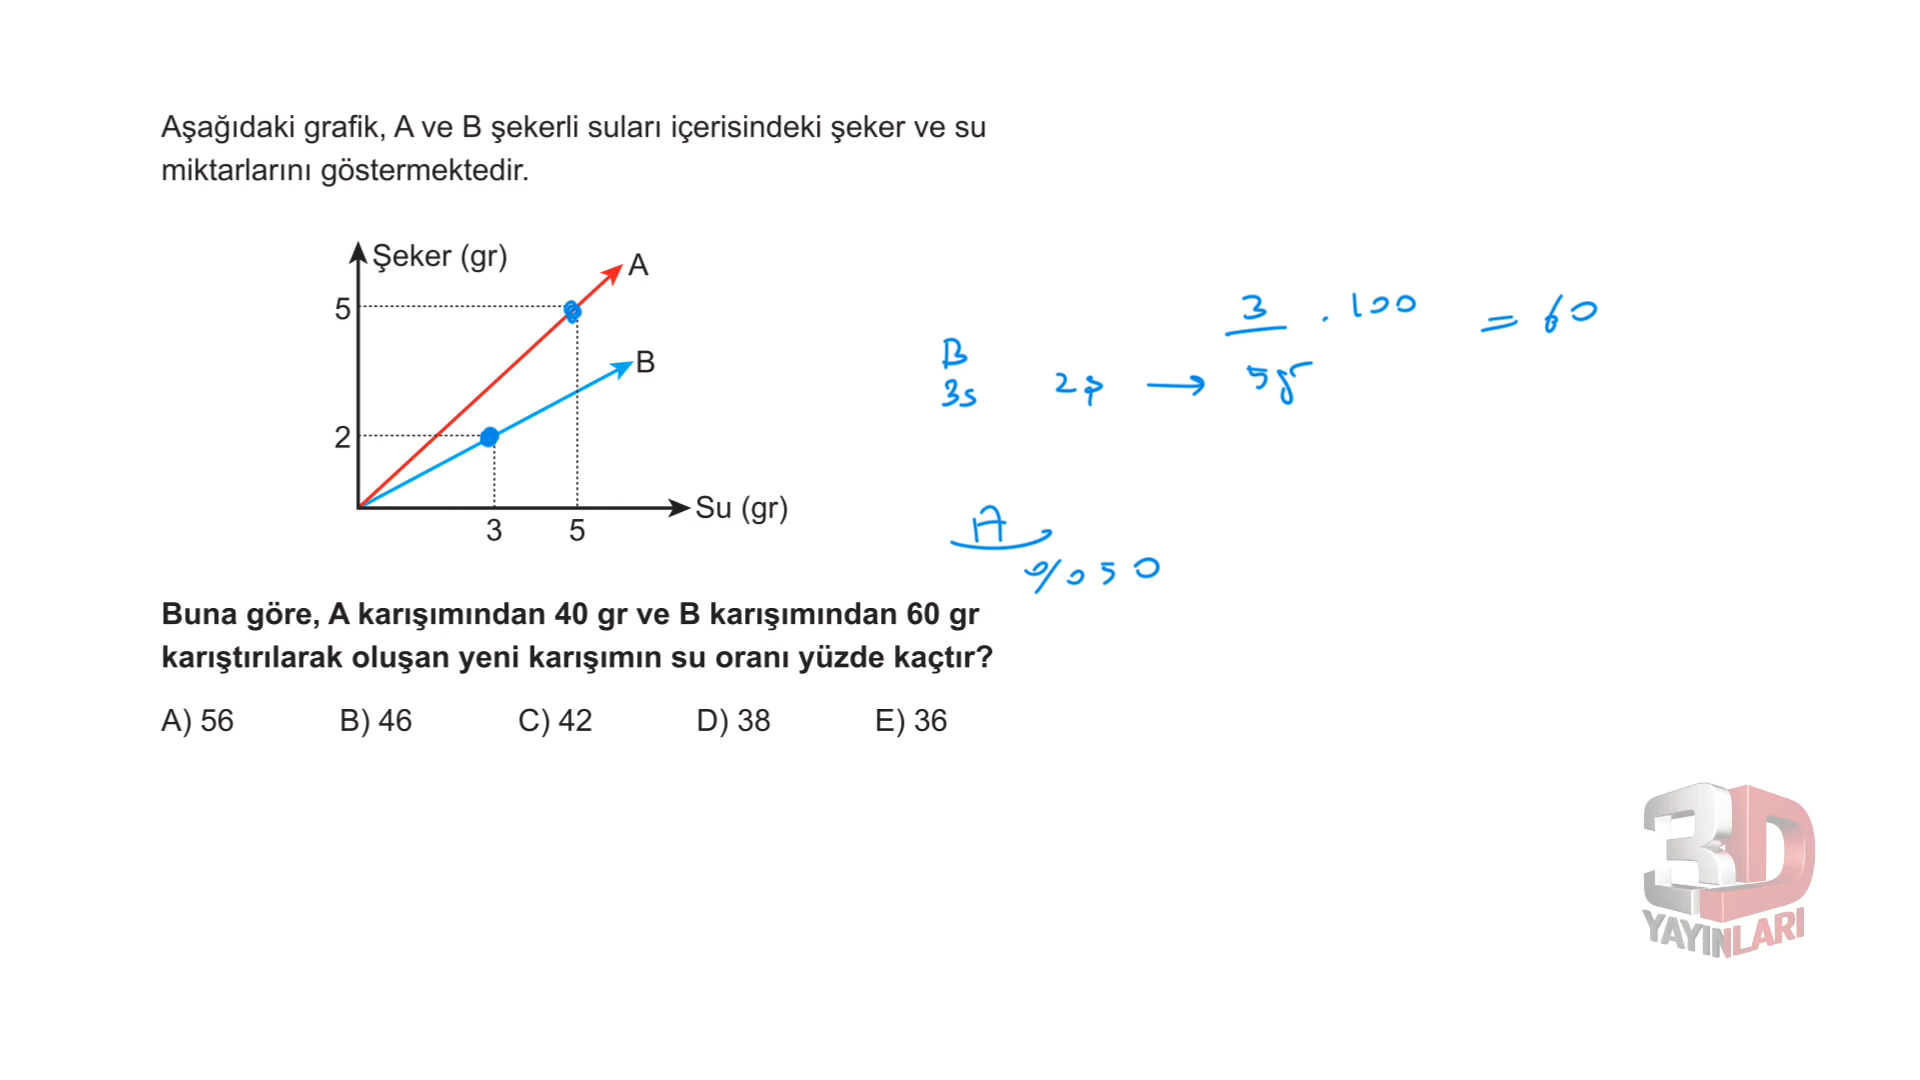 Aşağıdaki grafik, A ve B şekerli suları içerisindeki şeker ve su
miktarlarını göstermektedir.
Şeker (gr)
A
5
B
2
Su (gr)
3 5
B
3s 2ş → 3/5gr . 100 = 60
A
%50
Buna göre, A karışımından 40 gr ve B karışımından 60 gr
karıştırılarak oluşan yeni karışımın su oranı yüzde kaçtır?
A) 56 B) 46 C) 42 D) 38 E) 36
3D
YAYINLARI